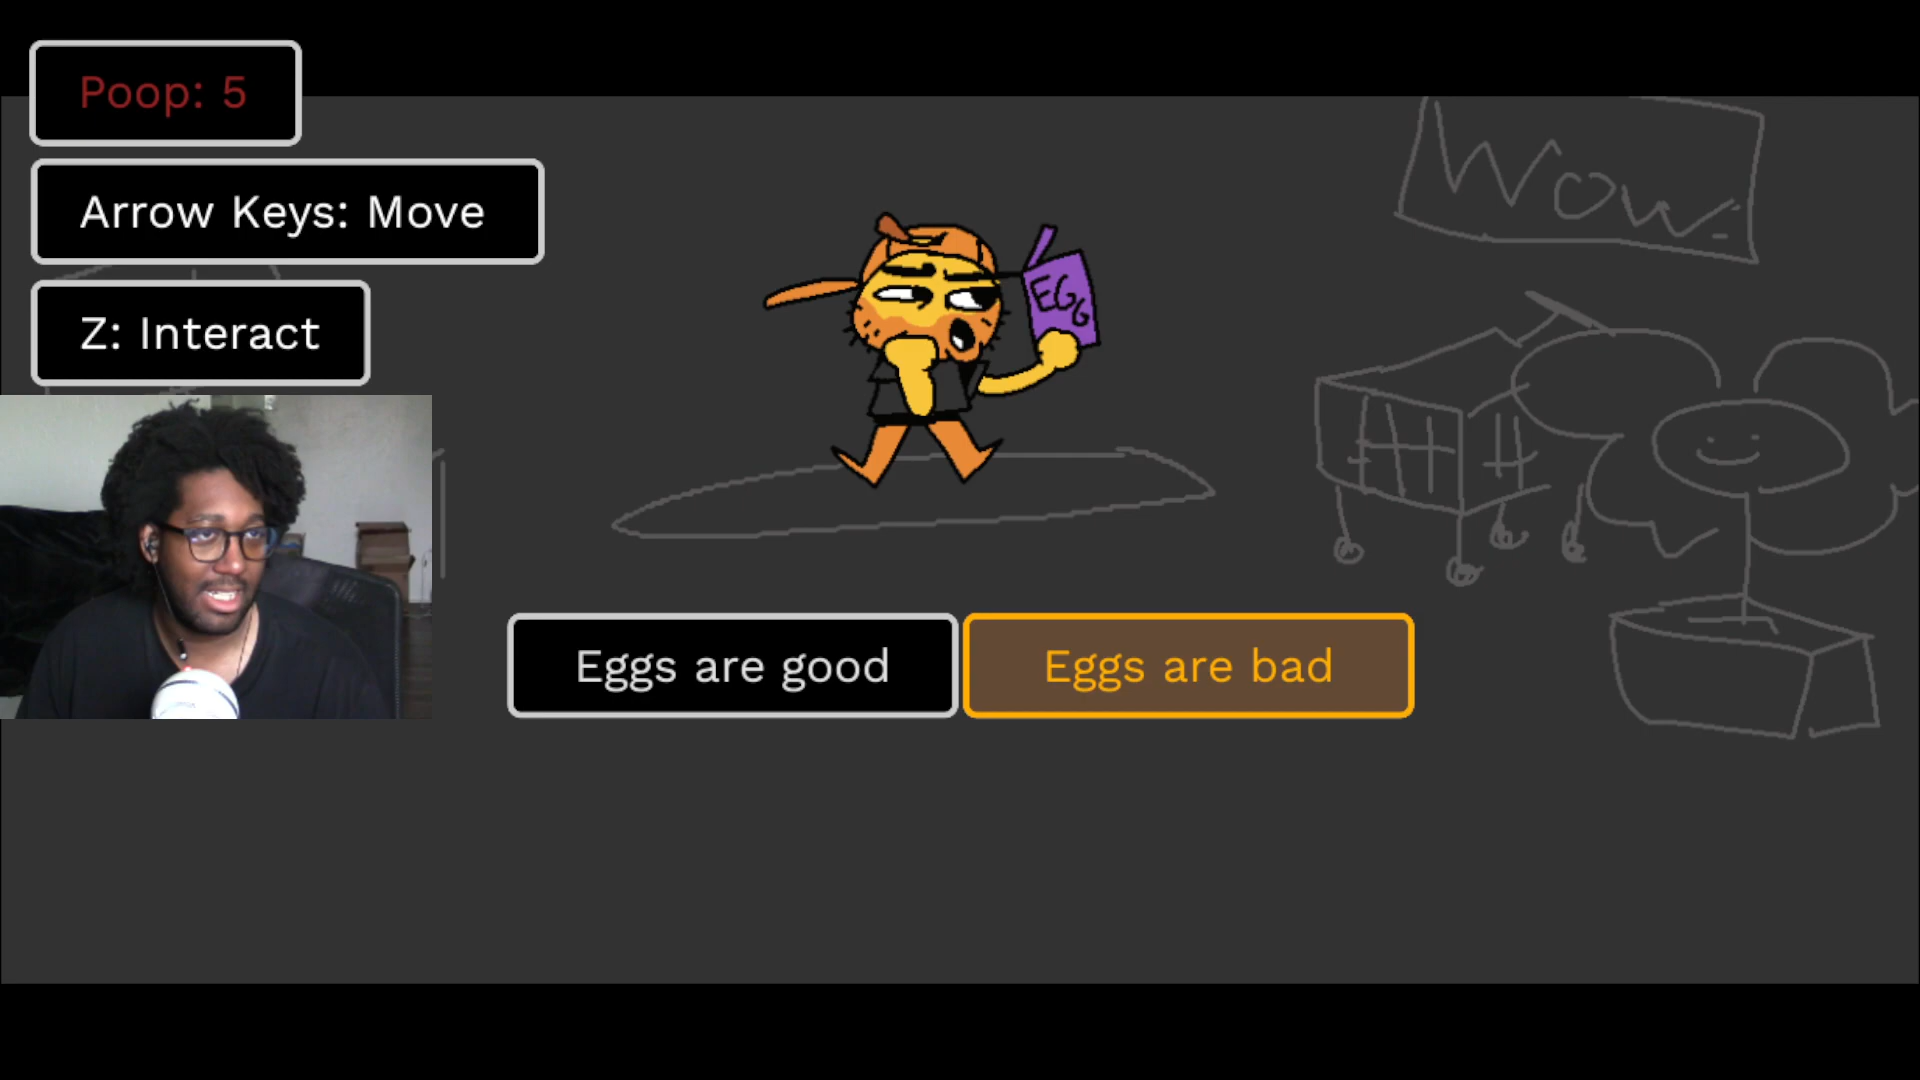 Poop: 5
Arrow Keys: Move
Z: Interact
Wow
EGG
Eggs are good
Eggs are bad